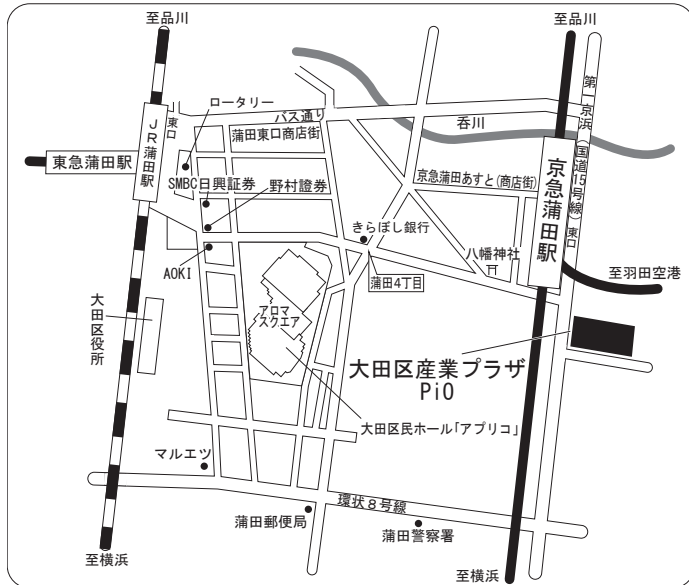 至品川
至品川
ロータリー
バス通り
呑川
東口
蒲田東口商店街
JR蒲田駅
東急蒲田駅
SMBC日興証券
野村證券
京急蒲田あすと(商店街)
第一京浜(国道15号線)
東口
京急蒲田駅
きらぼし銀行
八幡神社
AOKI
蒲田4丁目
至羽田空港
大田区役所
アロマ
スクエア
大田区産業プラザ
PiO
大田区民ホール「アプリコ」
マルエツ
環状8号線
蒲田郵便局
蒲田警察署
至横浜
至横浜